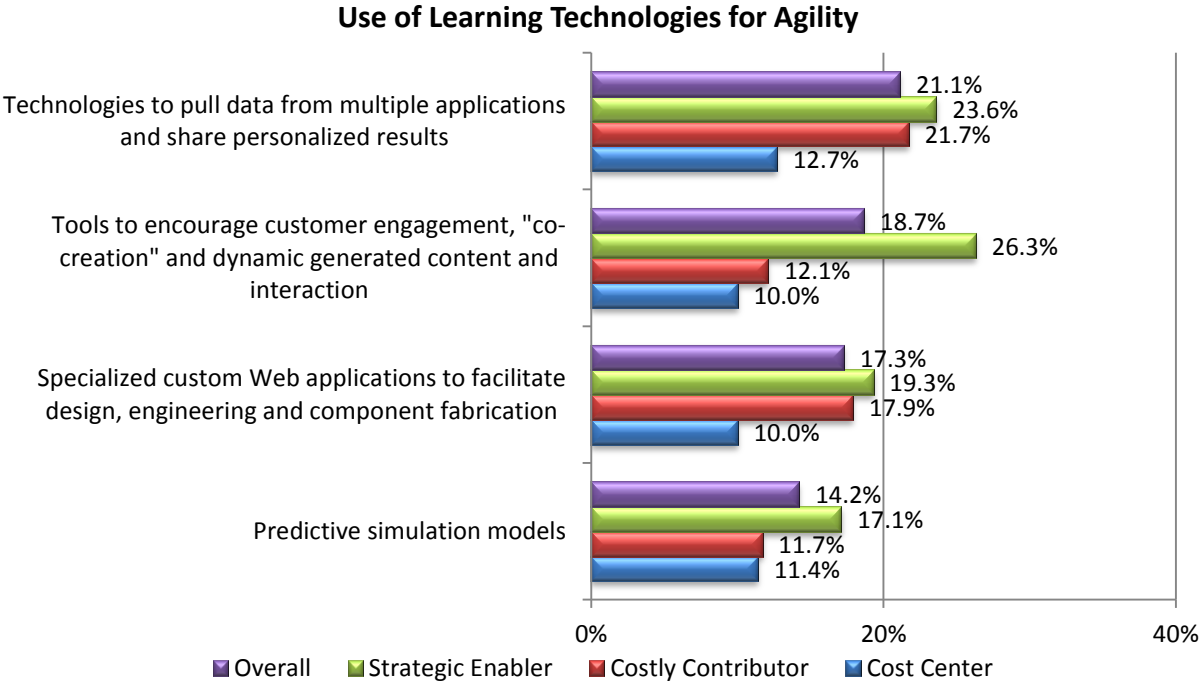 Use of Learning Technologies for Agility
Technologies to pull data from multiple applications
and share personalized results
21.1%
23.6%
21.7%
12.7%
Tools to encourage customer engagement, "co-
creation" and dynamic generated content and
interaction
18.7%
26.3%
12.1%
10.0%
Specialized custom Web applications to facilitate
design, engineering and component fabrication
17.3%
19.3%
17.9%
10.0%
Predictive simulation models
14.2%
17.1%
11.7%
11.4%
0% 20% 40%
Overall Strategic Enabler Costly Contributor Cost Center